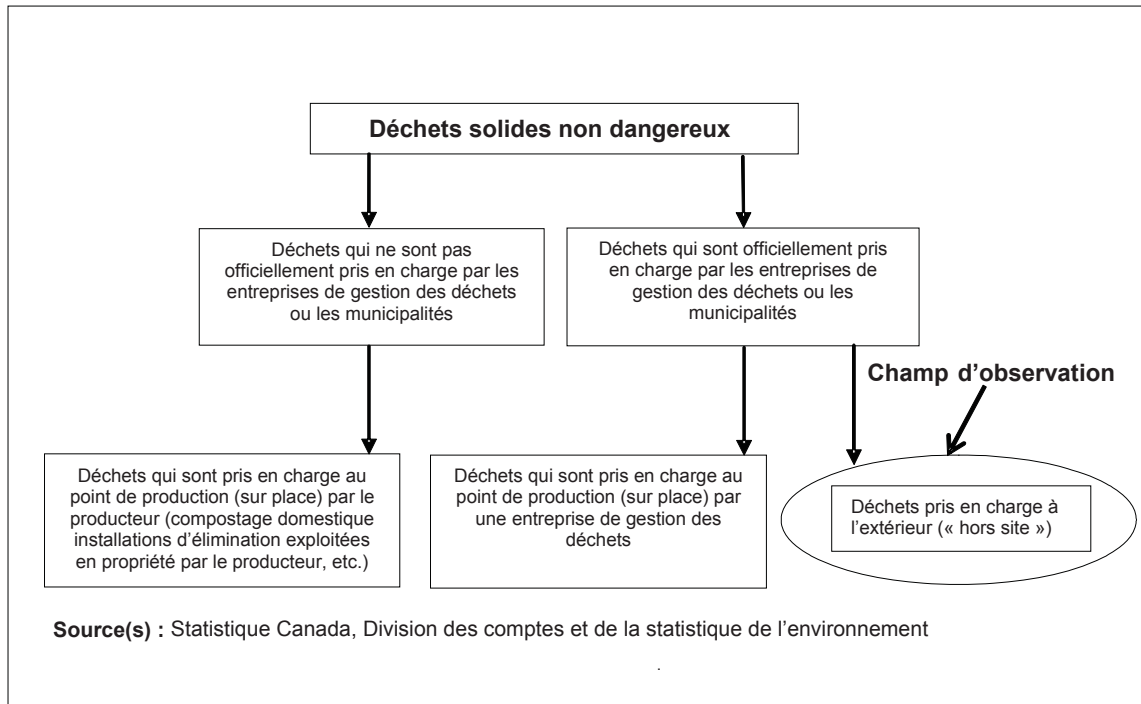 Déchets solides non dangereux
Déchets qui ne sont pas
officiellement pris en charge par les
entreprises de gestion des déchets
ou les municipalités
Déchets qui sont officiellement pris
en charge par les entreprises de
gestion des déchets ou les
municipalités
Champ d'observation
Déchets qui sont pris en charge au
point de production (sur place) par le
producteur (compostage domestique
installations d'élimination exploitées
en propriété par le producteur, etc.)
Déchets qui sont pris en charge au
point de production (sur place) par
une entreprise de gestion des
déchets
Déchets pris en charge à
l'extérieur (« hors site »)
Source(s) : Statistique Canada, Division des comptes et de la statistique de l'environnement